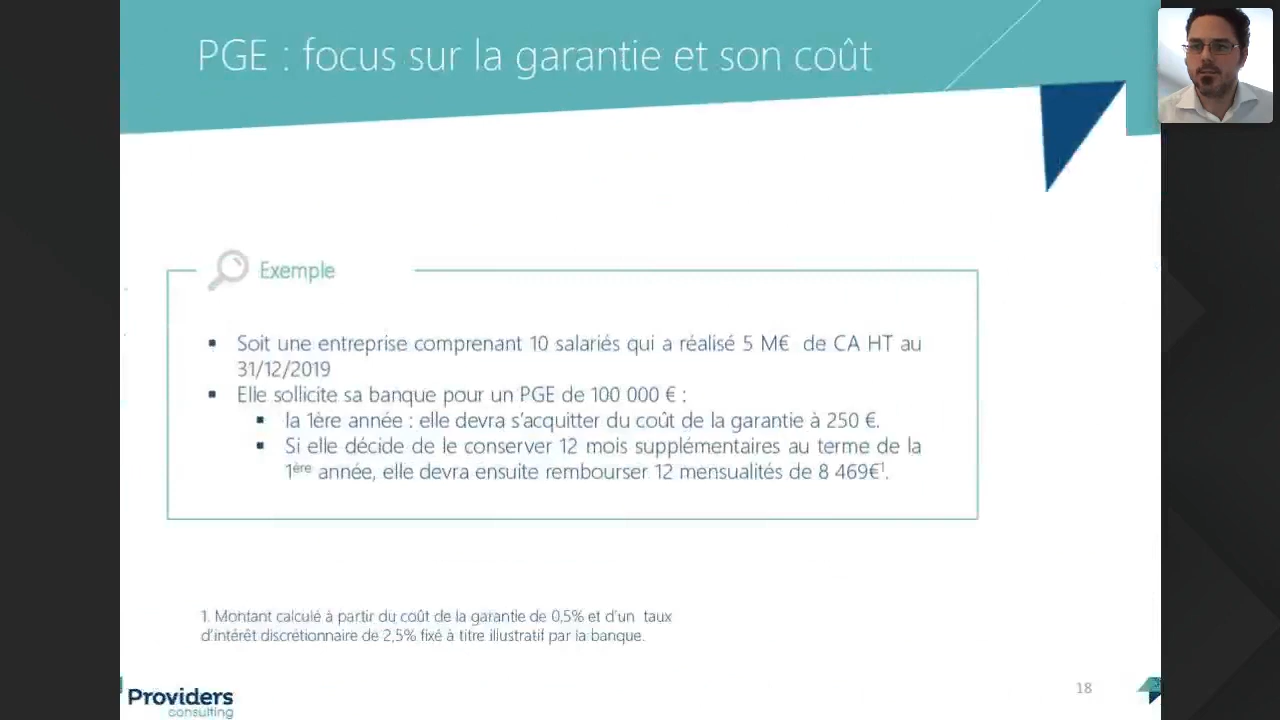 PGE : focus sur la garantie et son coût
Exemple
▪ Soit une entreprise comprenant 10 salariés qui a réalisé 5 M€ de CA HT au
31/12/2019
▪ Elle sollicite sa banque pour un PGE de 100 000 € :
▪ la 1ère année : elle devra s’acquitter du coût de la garantie à 250 €.
▪ Si elle décide de le conserver 12 mois supplémentaires au terme de la
1ère année, elle devra ensuite rembourser 12 mensualités de 8 469€¹.
1. Montant calculé à partir du coût de la garantie de 0,5% et d’un taux
d’intérêt discrétionnaire de 2,5% fixé à titre illustratif par la banque.
Providers
consulting
18